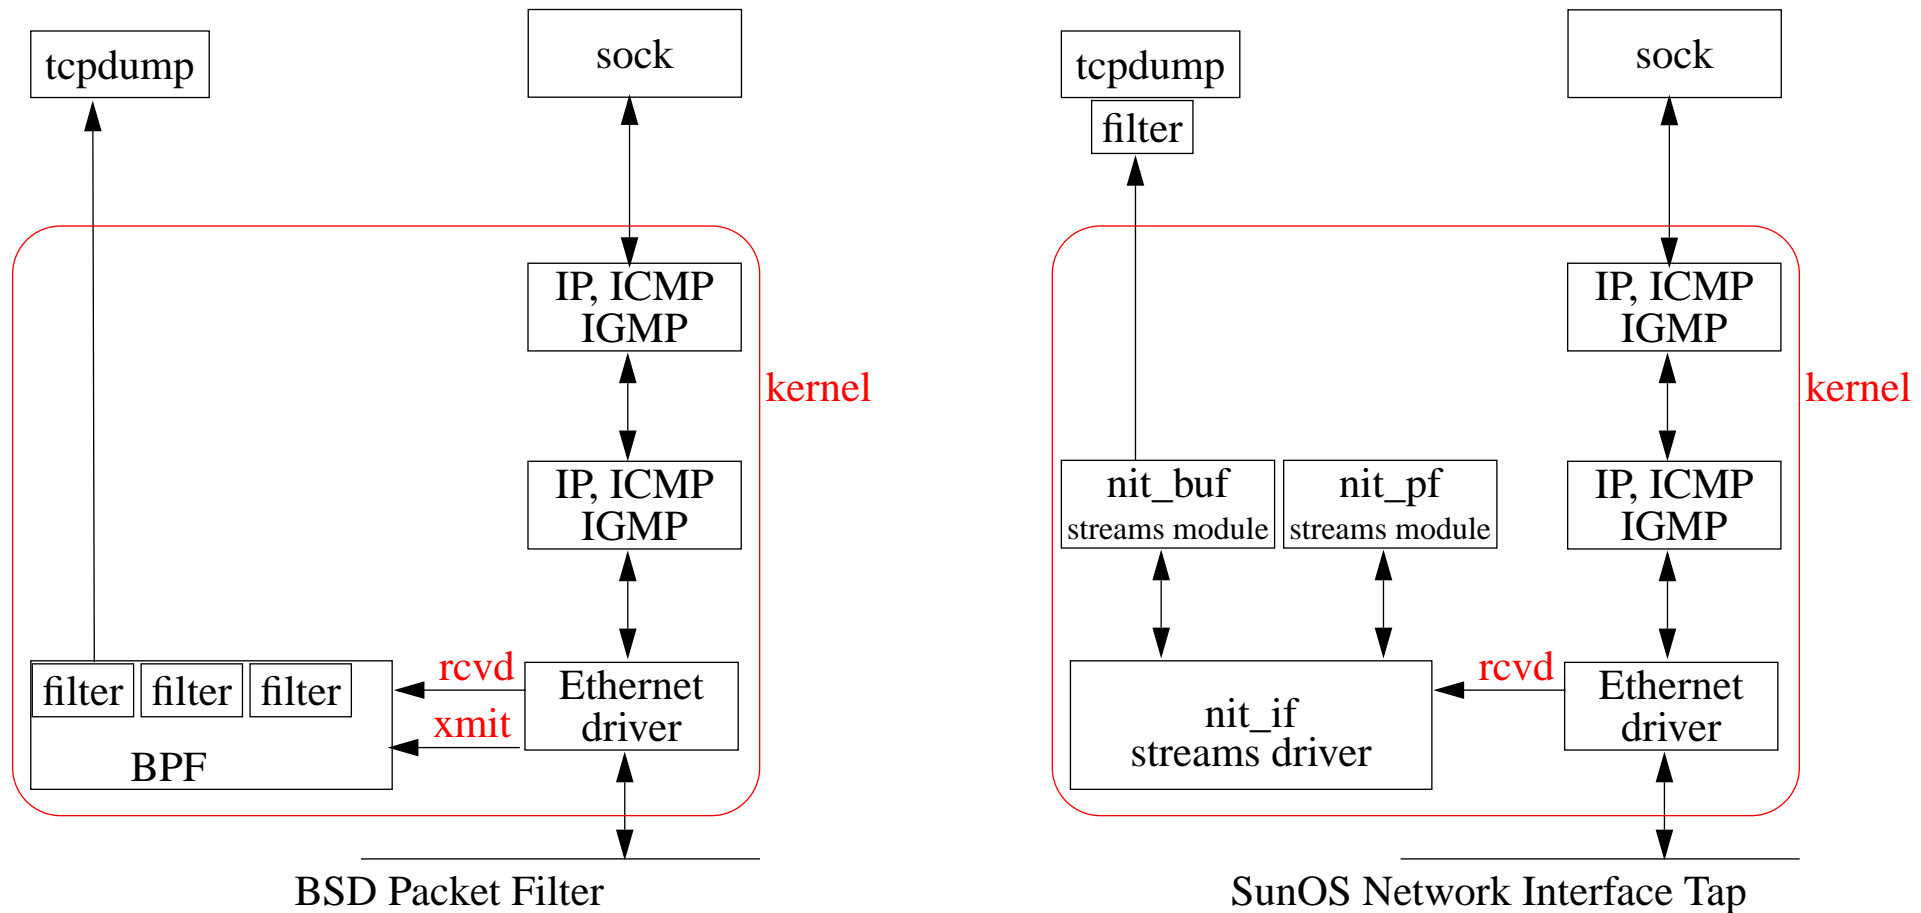 tcpdump
sock
IP, ICMP
IGMP
kernel
IP, ICMP
IGMP
filter
filter
filter
BPF
rcvd
xmit
Ethernet
driver
BSD Packet Filter
tcpdump
filter
sock
IP, ICMP
IGMP
kernel
nit_buf
streams module
nit_pf
streams module
IP, ICMP
IGMP
nit_if
streams driver
rcvd
Ethernet
driver
SunOS Network Interface Tap